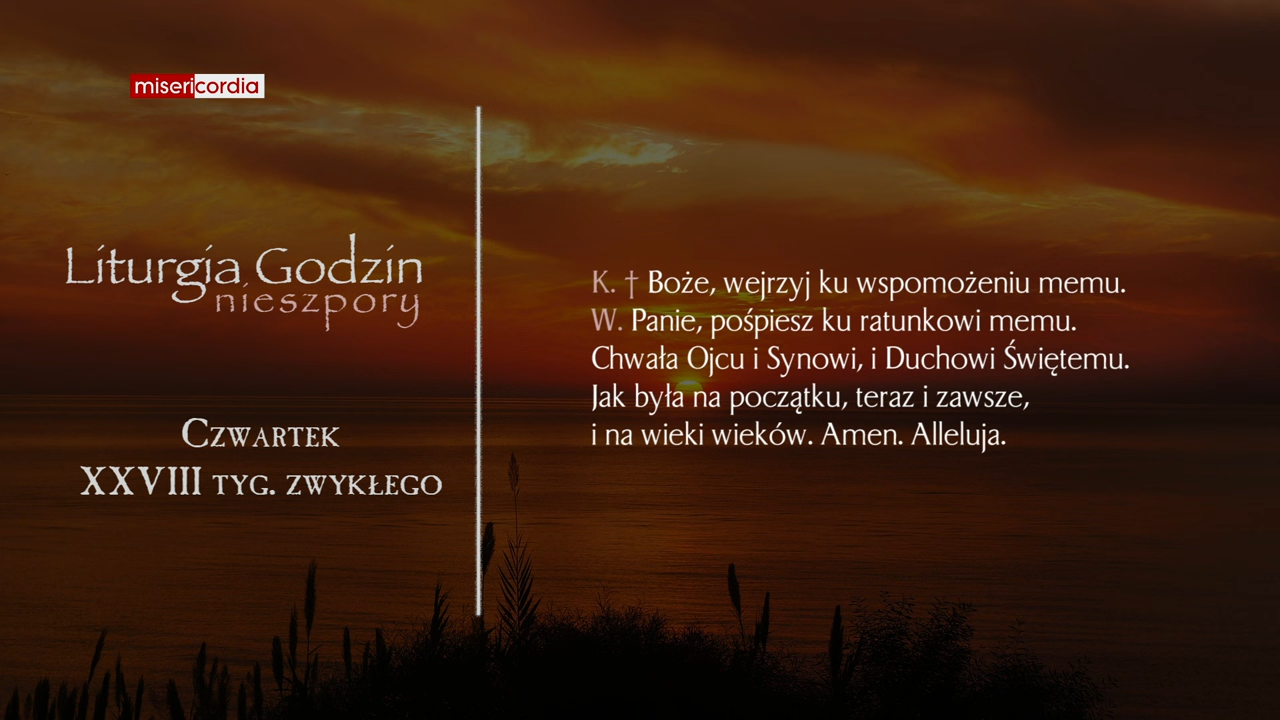 misericordia
Liturgia Godzin
nieszpory
Czwartek
XXVIII tyg. zwykłego
K. † Boże, wejrzyj ku wspomożeniu memu.
W. Panie, pośpiesz ku ratunkowi memu.
Chwała Ojcu i Synowi, i Duchowi Świętemu.
Jak była na początku, teraz i zawsze,
i na wieki wieków. Amen. Alleluja.